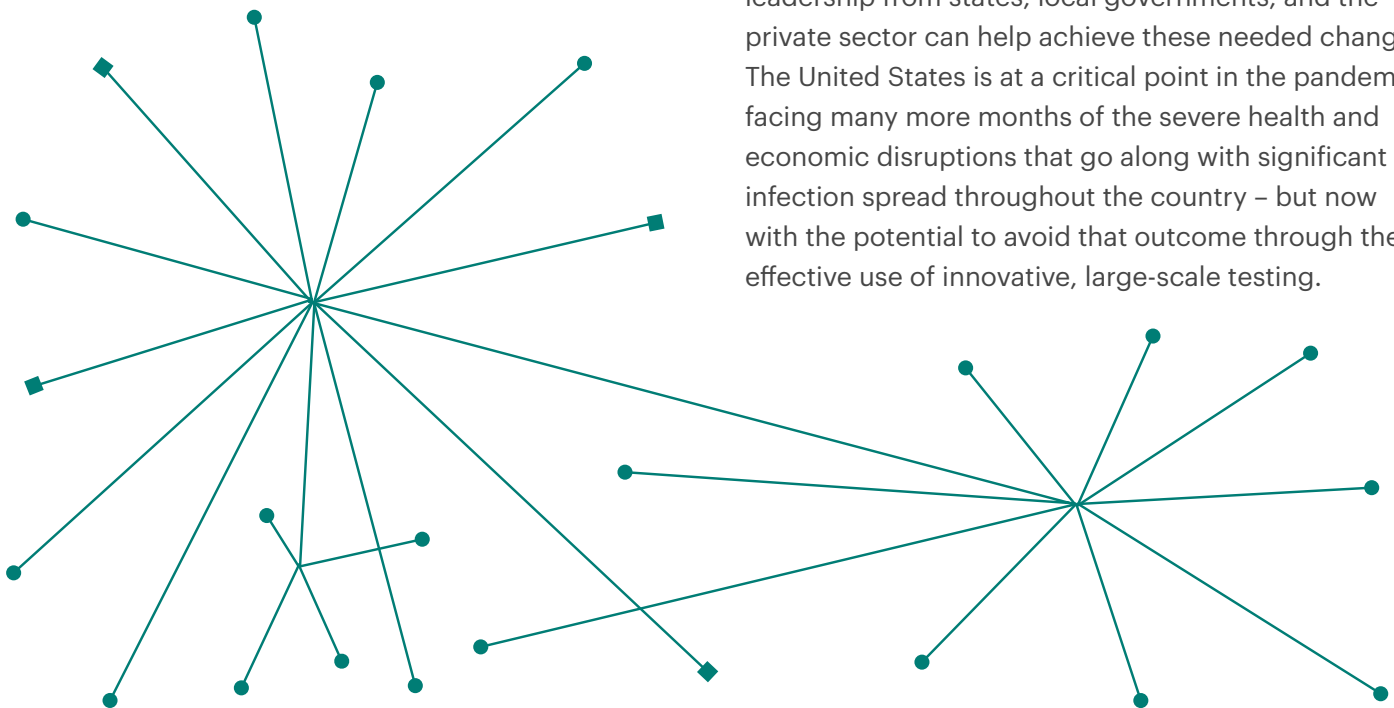 leadership from states, local governments, and the
private sector can help achieve these needed chang
The United States is at a critical point in the pandem
facing many more months of the severe health and
economic disruptions that go along with significant
infection spread throughout the country – but now
with the potential to avoid that outcome through the
effective use of innovative, large-scale testing.